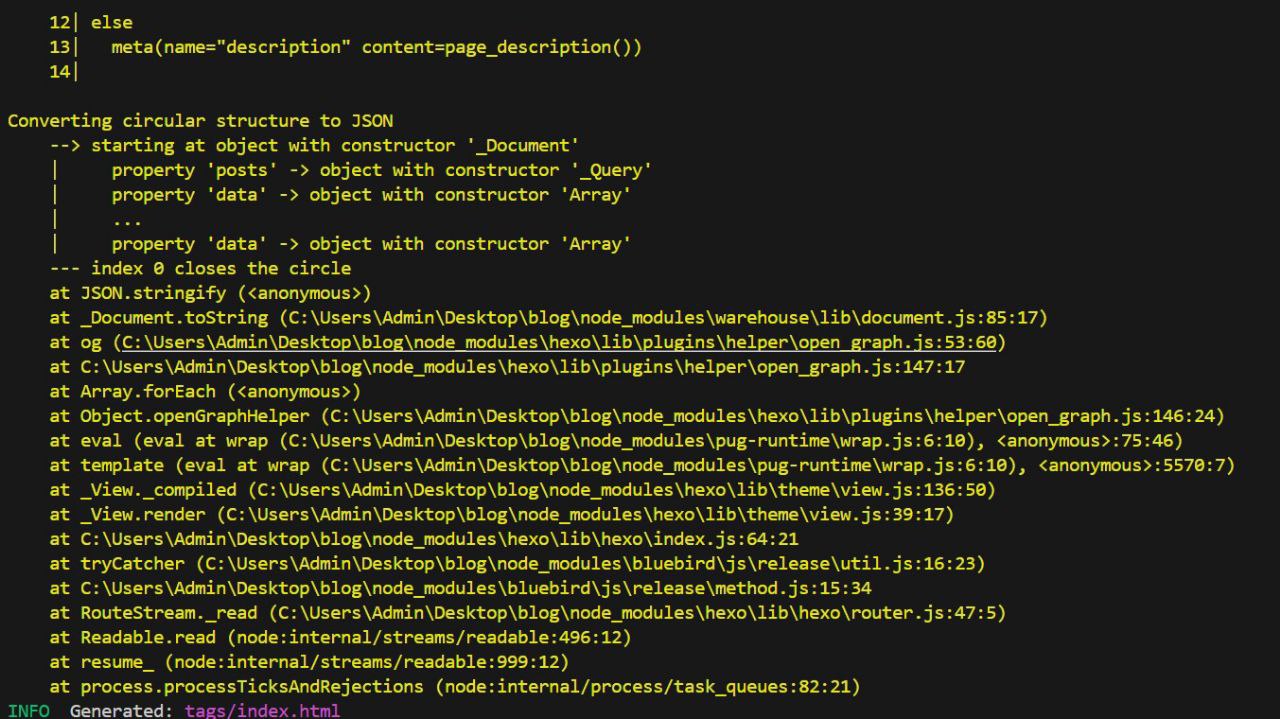 12| else
13|   meta(name="description" content=page_description())
14|
Converting circular structure to JSON
    --> starting at object with constructor '_Document'
    |     property 'posts' -> object with constructor '_Query'
    |     property 'data' -> object with constructor 'Array'
    |     ...
    |     property 'data' -> object with constructor 'Array'
    --- index 0 closes the circle
    at JSON.stringify (<anonymous>)
    at _Document.toString (C:\Users\Admin\Desktop\blog\node_modules\warehouse\lib\document.js:85:17)
    at og (C:\Users\Admin\Desktop\blog\node_modules\hexo\lib\plugins\helper\open_graph.js:53:60)
    at C:\Users\Admin\Desktop\blog\node_modules\hexo\lib\plugins\helper\open_graph.js:147:17
    at Array.forEach (<anonymous>)
    at Object.openGraphHelper (C:\Users\Admin\Desktop\blog\node_modules\hexo\lib\plugins\helper\open_graph.js:146:24)
    at eval (eval at wrap (C:\Users\Admin\Desktop\blog\node_modules\pug-runtime\wrap.js:6:10), <anonymous>:75:46)
    at template (eval at wrap (C:\Users\Admin\Desktop\blog\node_modules\pug-runtime\wrap.js:6:10), <anonymous>:5570:7)
    at _View._compiled (C:\Users\Admin\Desktop\blog\node_modules\hexo\lib\theme\view.js:136:50)
    at _View.render (C:\Users\Admin\Desktop\blog\node_modules\hexo\lib\theme\view.js:39:17)
    at C:\Users\Admin\Desktop\blog\node_modules\hexo\lib\hexo\index.js:64:21
    at tryCatcher (C:\Users\Admin\Desktop\blog\node_modules\bluebird\js\release\util.js:16:23)
    at C:\Users\Admin\Desktop\blog\node_modules\bluebird\js\release\method.js:15:34
    at RouteStream._read (C:\Users\Admin\Desktop\blog\node_modules\hexo\lib\hexo\router.js:47:5)
    at Readable.read (node:internal/streams/readable:496:12)
    at resume_ (node:internal/streams/readable:999:12)
    at process.processTicksAndRejections (node:internal/process/task_queues:82:21)
INFO  Generated: tags/index.html